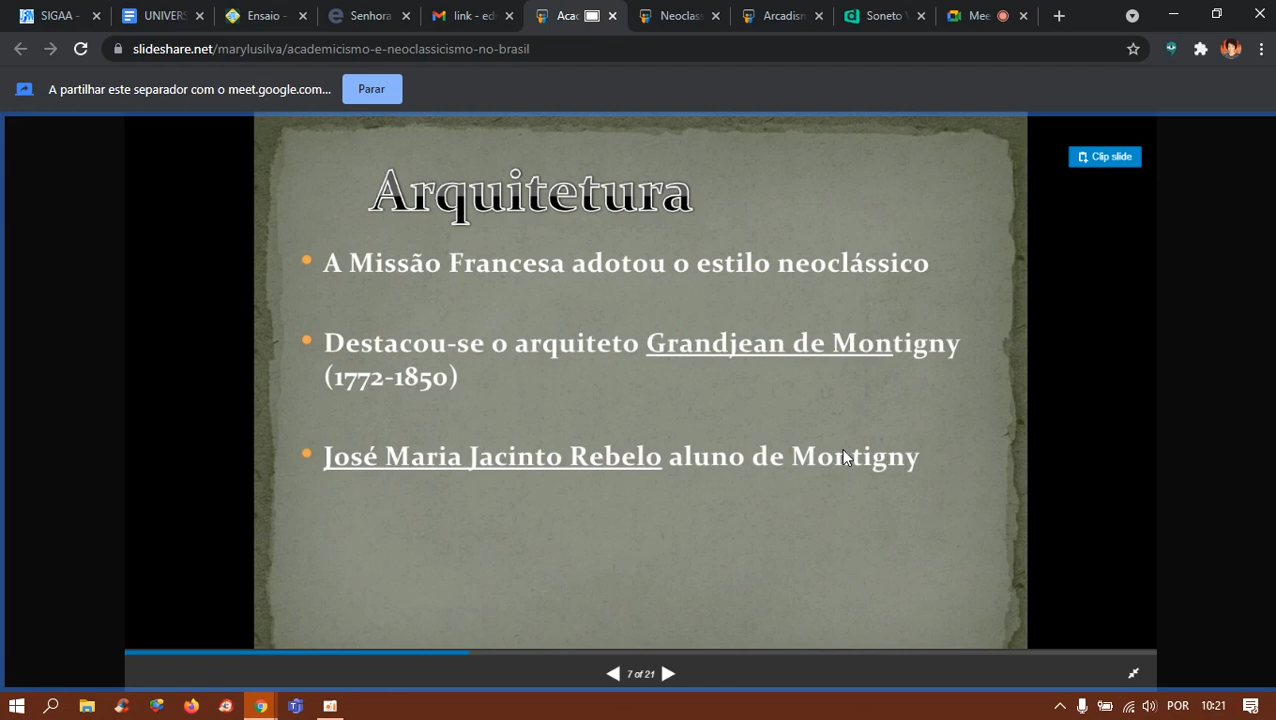 SIGAA -
UNIVERS
Ensaio -
Senhora
link - ed
Aca
Neoclas
Arcadism
Soneto V
Mee
slideshare.net/marylusilva/academicismo-e-neoclassicismo-no-brasil
A partilhar este separador com o meet.google.com...
Parar
Clip slide
Arquitetura
• A Missão Francesa adotou o estilo neoclássico
• Destacou-se o arquiteto Grandjean de Montigny
(1772-1850)
• José Maria Jacinto Rebelo aluno de Montigny
7 of 21
POR
10:21